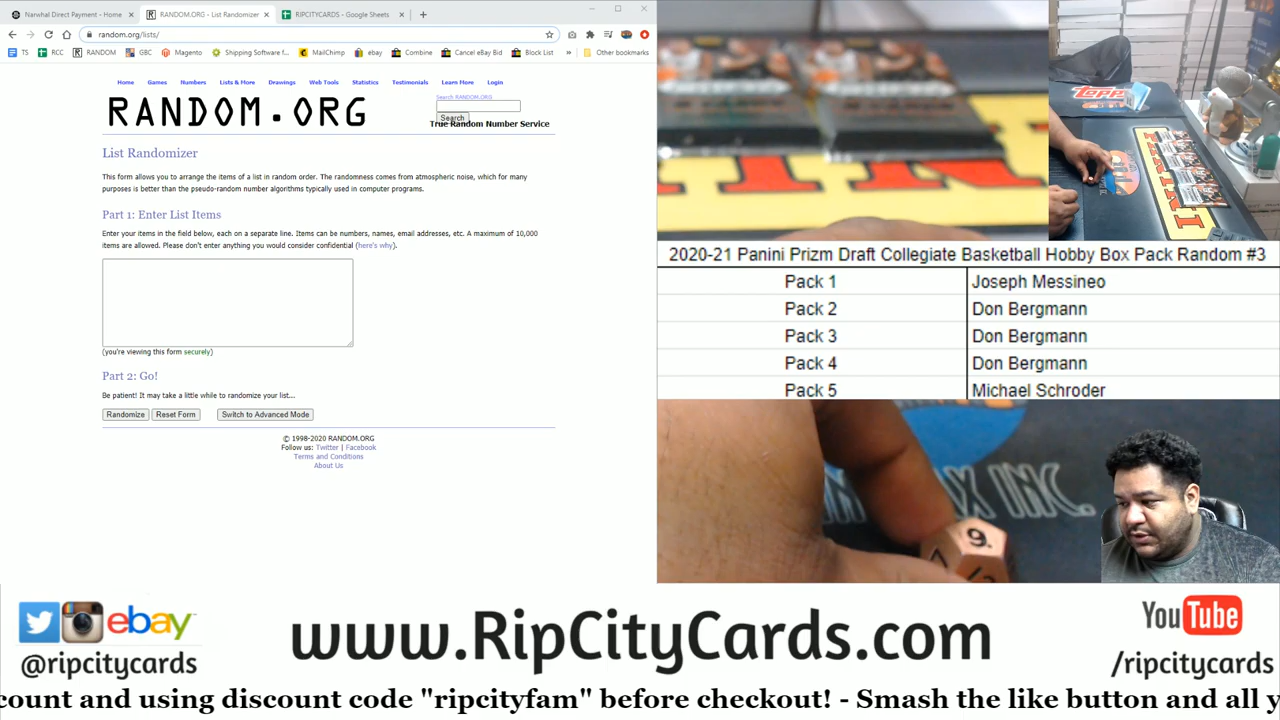 Narwhal Direct Payment - Home
RANDOM.ORG - List Randomizer
RIPCITYCARDS - Google Sheets
random.org/lists/
TS RCC RANDOM GBC Magento Shipping Software f... MailChimp ebay Combine Cancel eBay Bid Block List » Other bookmarks
Home Games Numbers Lists & More Drawings Web Tools Statistics Testimonials Learn More Login
Search RANDOM.ORG
RANDOM.ORG
Search
True Random Number Service
List Randomizer
This form allows you to arrange the items of a list in random order. The randomness comes from atmospheric noise, which for many
purposes is better than the pseudo-random number algorithms typically used in computer programs.
Part 1: Enter List Items
Enter your items in the field below, each on a separate line. Items can be numbers, names, email addresses, etc. A maximum of 10,000
items are allowed. Please don't enter anything you would consider confidential (here's why).
(you're viewing this form securely)
Part 2: Go!
Be patient! It may take a little while to randomize your list...
Randomize Reset Form Switch to Advanced Mode
© 1998-2020 RANDOM.ORG
Follow us: Twitter | Facebook
Terms and Conditions
About Us
topps
2020-21 Panini Prizm Draft Collegiate Basketball Hobby Box Pack Random #3
Pack 1 Joseph Messineo
Pack 2 Don Bergmann
Pack 3 Don Bergmann
Pack 4 Don Bergmann
Pack 5 Michael Schroder
INC.
9.
ebay
@ripcitycards
www.RipCityCards.com
YouTube
/ripcitycards
count and using discount code "ripcityfam" before checkout! - Smash the like button and all y